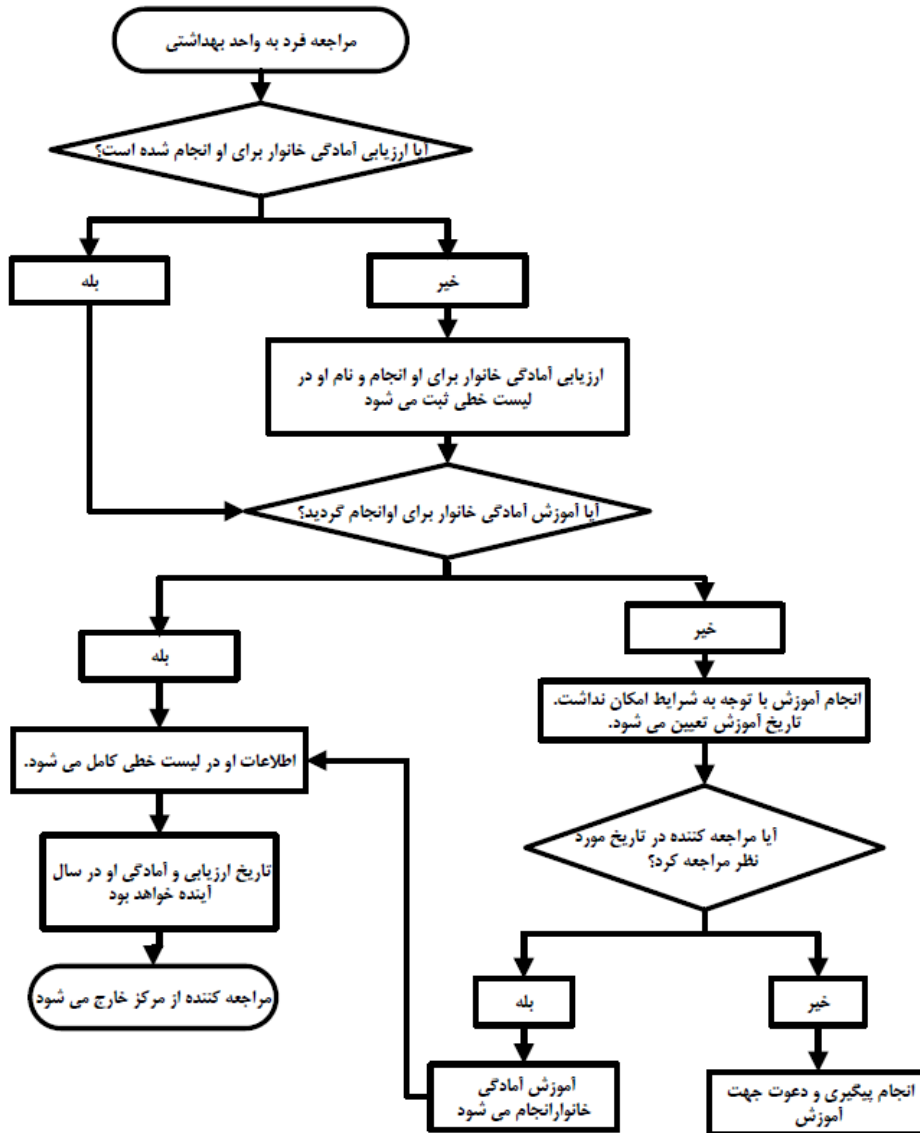 مراجعه فرد به واحد بهداشتی
آیا ارزیابی آمادگی خانوار برای او انجام شده است؟
بله
خیر
ارزیابی آمادگی خانوار برای او انجام و نام او در
لیست خطی ثبت می شود
آیا آموزش آمادگی خانوار برای اوانجام گردید؟
بله
خیر
انجام آموزش با توجه به شرایط امکان نداشت.
تاریخ آموزش تعیین می شود.
اطلاعات او در لیست خطی کامل می شود.
آیا مراجعه کننده در تاریخ مورد
نظر مراجعه کرد؟
تاریخ ارزیابی و آمادگی او در سال
آینده خواهد بود
مراجعه کننده از مرکز خارج می شود
بله
خیر
آموزش آمادگی
خانوارانجام می شود
انجام پیگیری و دعوت جهت
آموزش